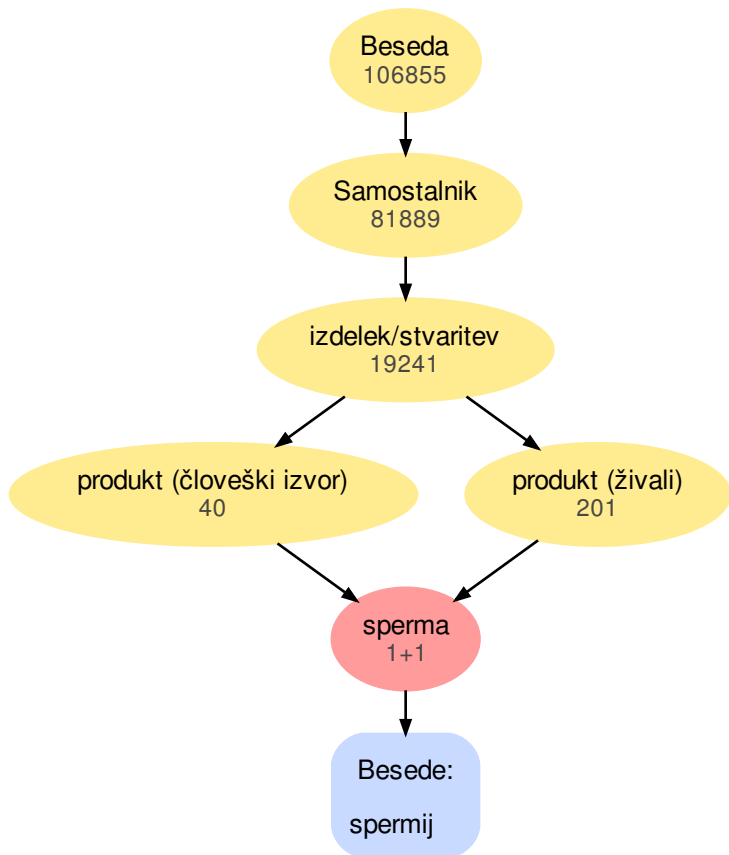 Beseda
106855
Samostalnik
81889
izdelek/stvaritev
19241
produkt (človeški izvor)
40
produkt (živali)
201
sperma
1+1
Besede:
spermij